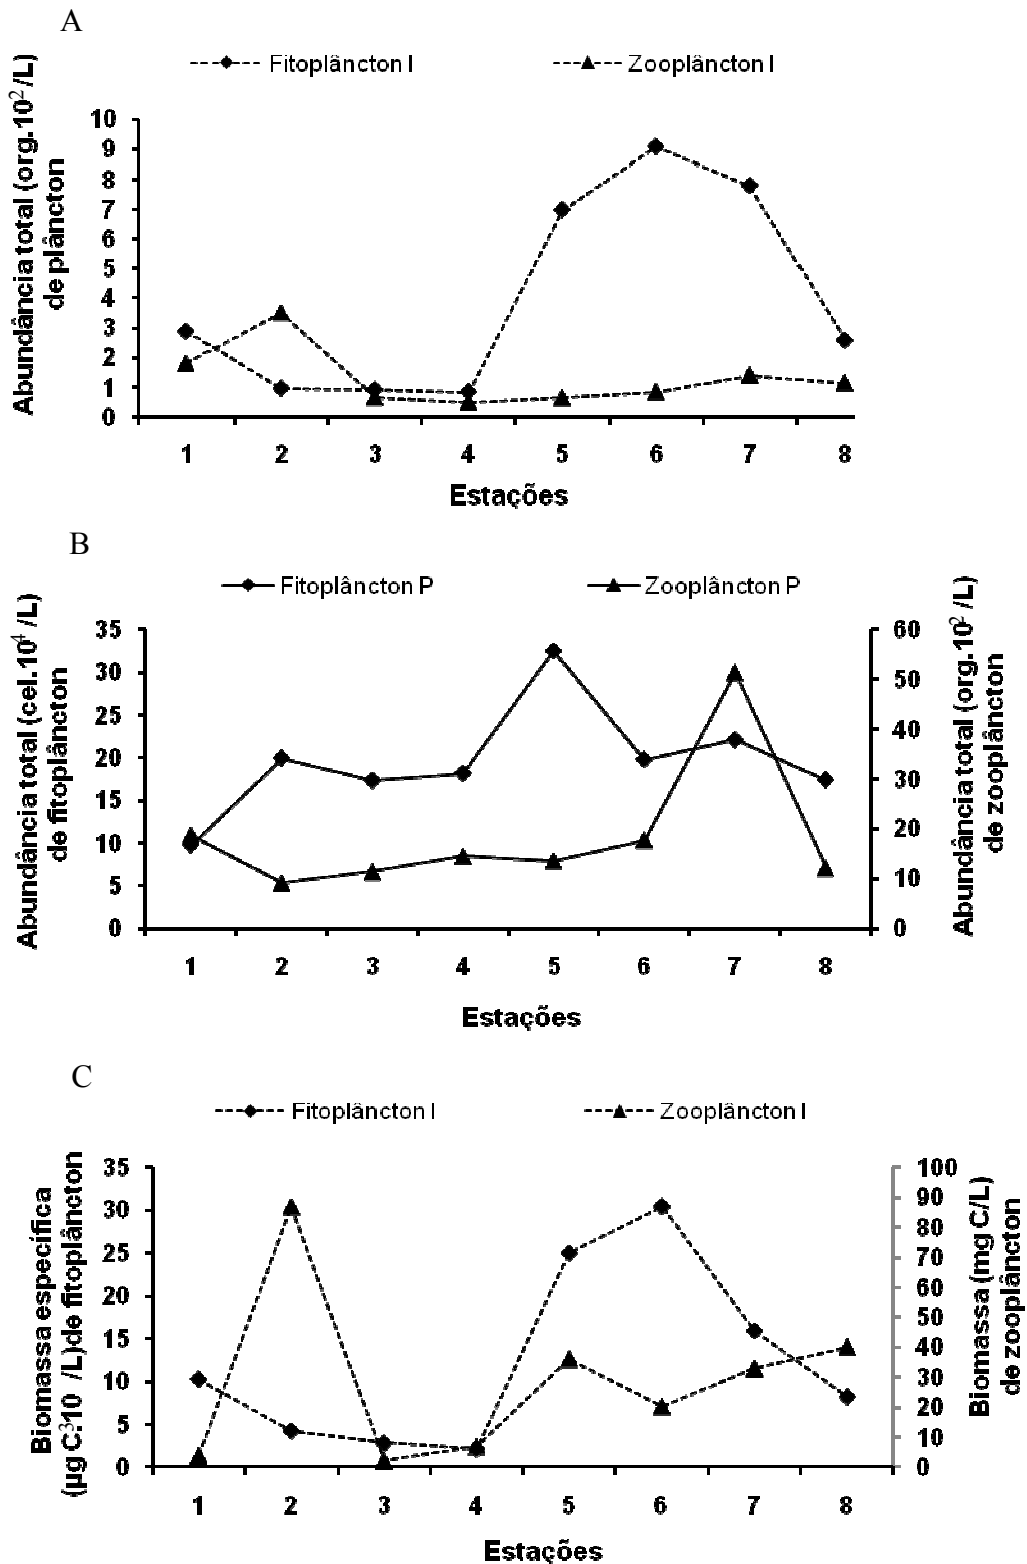 A
Fitoplâncton I
Zooplâncton I
Abundância total (org.10²/L)
de plâncton
10
9
8
7
6
5
4
3
2
1
0
1 2 3 4 5 6 7 8
Estações
B
Fitoplâncton P
Zooplâncton P
Abundância total (cel.10⁴/L)
de fitoplâncton
35
30
25
20
15
10
5
0
60
50
40
30
20
10
0
Abundância total (org.10²/L)
de zooplâncton
1 2 3 4 5 6 7 8
Estações
C
Fitoplâncton I
Zooplâncton I
Biomassa específica
(µg C.10³/L)de fitoplâncton
35
30
25
20
15
10
5
0
100
90
80
70
60
50
40
30
20
10
0
Biomassa (mg C/L)
de zooplâncton
1 2 3 4 5 6 7 8
Estações